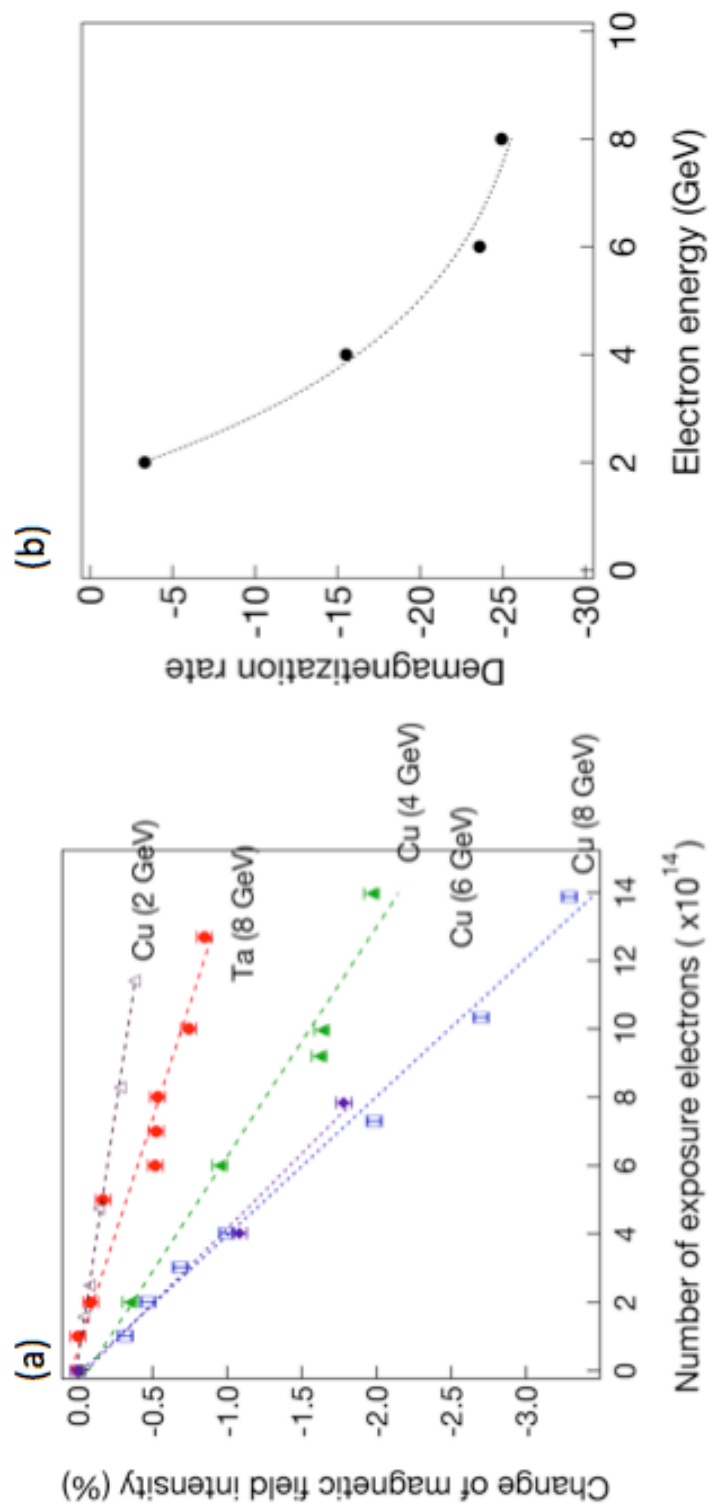 (a)
Change of magnetic field intensity (%)
0.0
-0.5
-1.0
-1.5
-2.0
-2.5
-3.0
Cu (2 GeV)
Ta (8 GeV)
Cu (4 GeV)
Cu (6 GeV)
Cu (8 GeV)
0 2 4 6 8 10 12 14
Number of exposure electrons ( x10¹⁴)
(b)
Demagnetization rate
0
-5
-10
-15
-20
-25
-30
0 2 4 6 8 10
Electron energy (GeV)